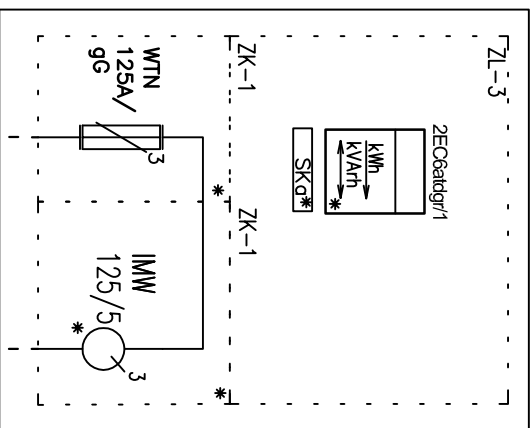 ZL-3
2EC6atdgr/1
kWh
kVArh
*
SKa*
ZK-1
*
ZK-1
*
WTN
125A/
gG
3
IMW
125/5
*
3